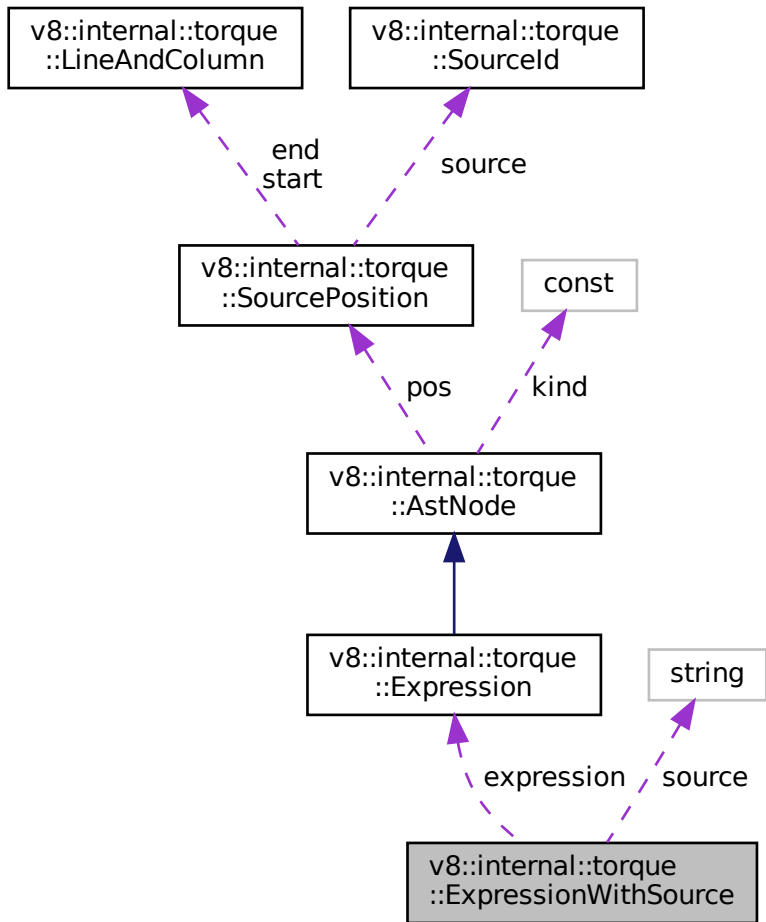 v8::internal::torque
::LineAndColumn
v8::internal::torque
::SourceId
end
start
source
v8::internal::torque
::SourcePosition
const
pos
kind
v8::internal::torque
::AstNode
v8::internal::torque
::Expression
string
expression
source
v8::internal::torque
::ExpressionWithSource